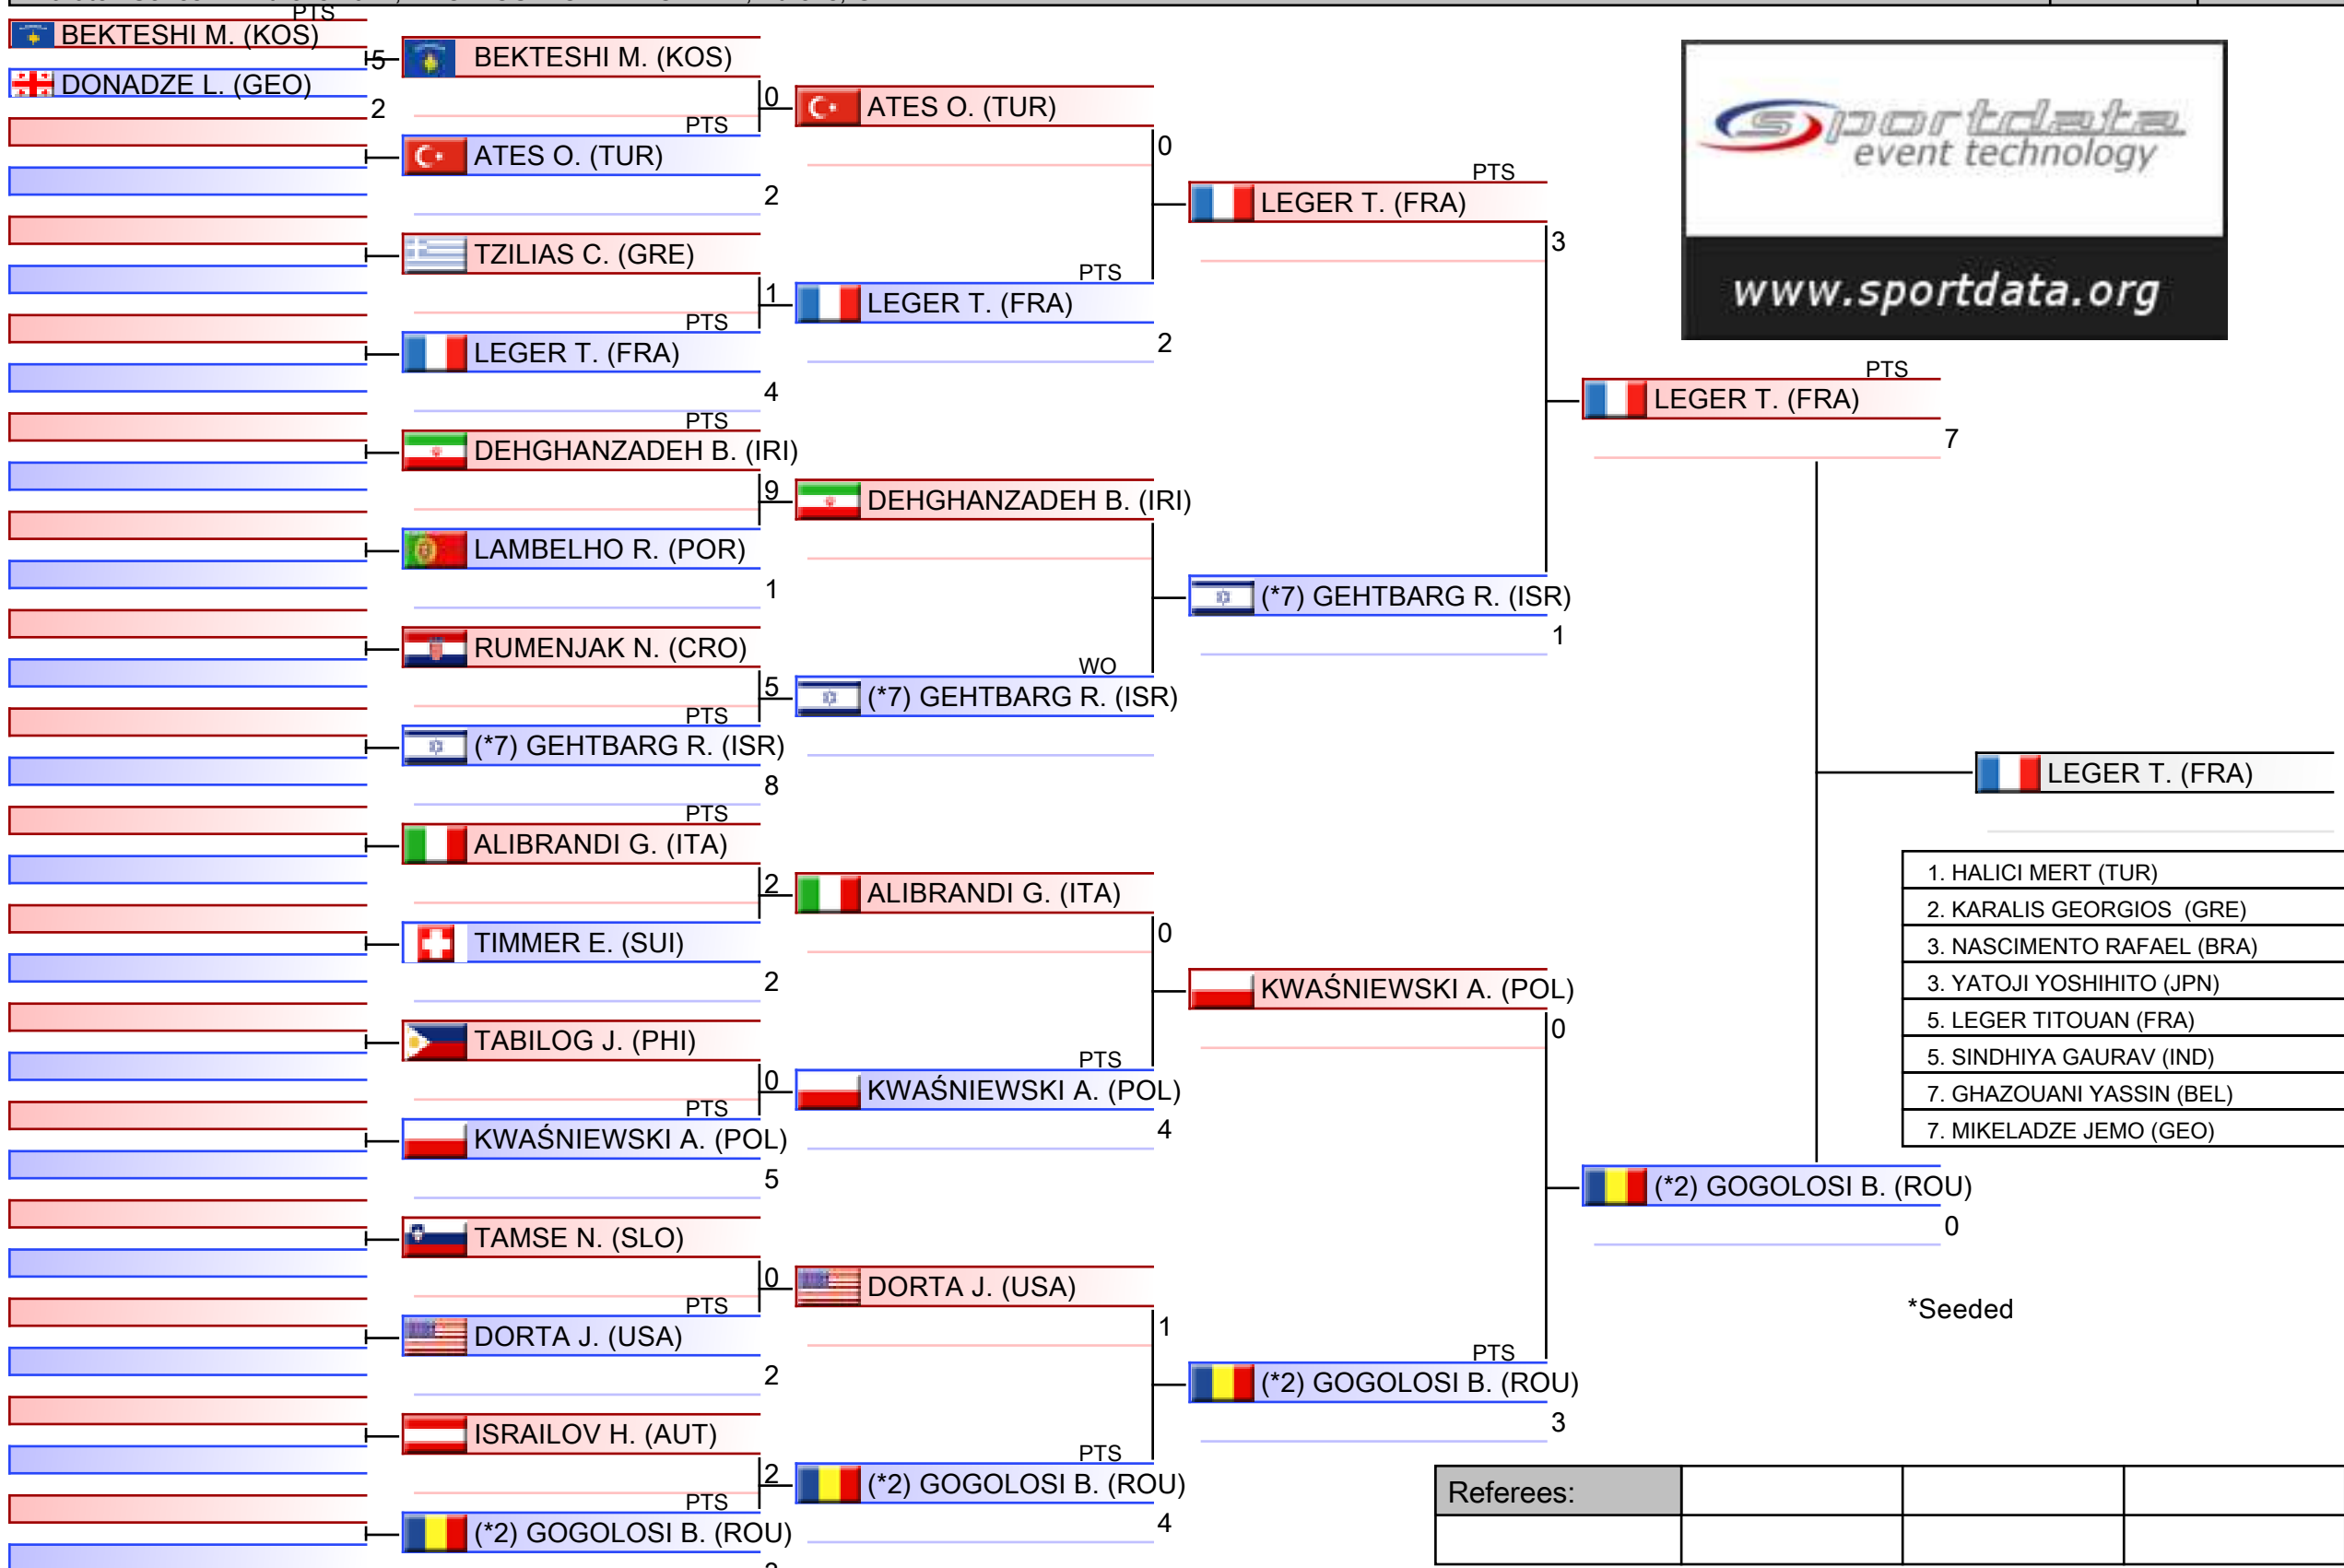 PTS
BEKTESHI M. (KOS)
5
DONADZE L. (GEO)
2
BEKTESHI M. (KOS)
0
PTS
ATES O. (TUR)
2
TZILIAS C. (GRE)
1
PTS
LEGER T. (FRA)
4
PTS
DEHGHANZADEH B. (IRI)
9
LAMBELHO R. (POR)
1
RUMENJAK N. (CRO)
5
PTS
(*7) GEHTBARG R. (ISR)
8
PTS
ALIBRANDI G. (ITA)
2
TIMMER E. (SUI)
2
TABILOG J. (PHI)
0
PTS
KWAŚNIEWSKI A. (POL)
5
TAMSE N. (SLO)
0
PTS
DORTA J. (USA)
2
ISRAILOV H. (AUT)
2
PTS
(*2) GOGOLOSI B. (ROU)
ATES O. (TUR)
0
PTS
LEGER T. (FRA)
2
DEHGHANZADEH B. (IRI)
WO
(*7) GEHTBARG R. (ISR)
ALIBRANDI G. (ITA)
0
PTS
KWAŚNIEWSKI A. (POL)
4
DORTA J. (USA)
1
PTS
(*2) GOGOLOSI B. (ROU)
4
PTS
LEGER T. (FRA)
3
(*7) GEHTBARG R. (ISR)
1
KWAŚNIEWSKI A. (POL)
0
PTS
(*2) GOGOLOSI B. (ROU)
3
PTS
LEGER T. (FRA)
7
(*2) GOGOLOSI B. (ROU)
0
LEGER T. (FRA)
sportdata
event technology
www.sportdata.org
1. HALICI MERT (TUR)
2. KARALIS GEORGIOS (GRE)
3. NASCIMENTO RAFAEL (BRA)
3. YATOJI YOSHIHITO (JPN)
5. LEGER TITOUAN (FRA)
5. SINDHIYA GAURAV (IND)
7. GHAZOUANI YASSIN (BEL)
7. MIKELADZE JEMO (GEO)
*Seeded
Referees: